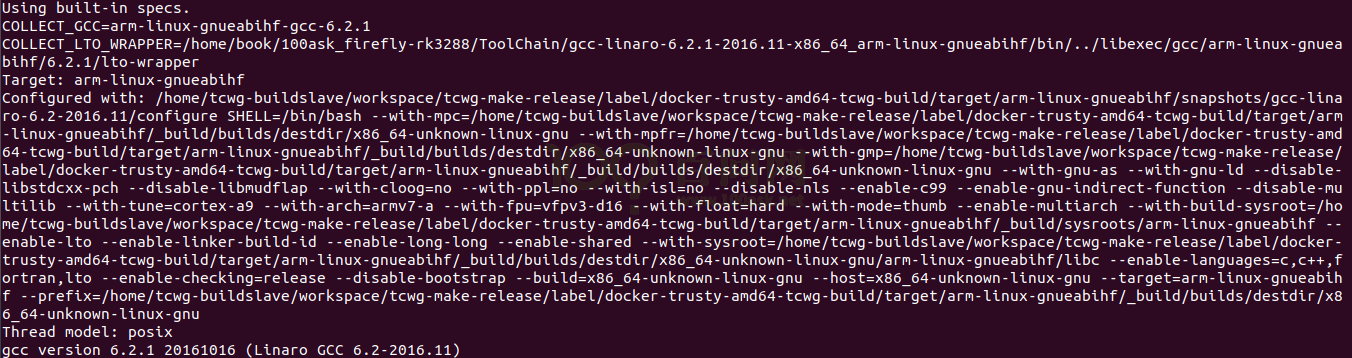 Using built-in specs.
COLLECT_GCC=arm-linux-gnueabihf-gcc-6.2.1
COLLECT_LTO_WRAPPER=/home/book/100ask_firefly-rk3288/ToolChain/gcc-linaro-6.2.1-2016.11-x86_64_arm-linux-gnueabihf/bin/../libexec/gcc/arm-linux-gnuea
bihf/6.2.1/lto-wrapper
Target: arm-linux-gnueabihf
Configured with: /home/tcwg-buildslave/workspace/tcwg-make-release/label/docker-trusty-amd64-tcwg-build/target/arm-linux-gnueabihf/snapshots/gcc-lina
ro-6.2-2016.11/configure SHELL=/bin/bash --with-mpc=/home/tcwg-buildslave/workspace/tcwg-make-release/label/docker-trusty-amd64-tcwg-build/target/arm
-linux-gnueabihf/_build/builds/destdir/x86_64-unknown-linux-gnu --with-mpfr=/home/tcwg-buildslave/workspace/tcwg-make-release/label/docker-trusty-amd
64-tcwg-build/target/arm-linux-gnueabihf/_build/builds/destdir/x86_64-unknown-linux-gnu --with-gmp=/home/tcwg-buildslave/workspace/tcwg-make-release/
label/docker-trusty-amd64-tcwg-build/target/arm-linux-gnueabihf/_build/builds/destdir/x86_64-unknown-linux-gnu --with-gnu-as --with-gnu-ld --disable-
libstdcxx-pch --disable-libmudflap --with-cloog=no --with-ppl=no --with-isl=no --disable-nls --enable-c99 --enable-gnu-indirect-function --disable-mu
ltilib --with-tune=cortex-a9 --with-arch=armv7-a --with-fpu=vfpv3-d16 --with-float=hard --with-mode=thumb --enable-multiarch --with-build-sysroot=/ho
me/tcwg-buildslave/workspace/tcwg-make-release/label/docker-trusty-amd64-tcwg-build/target/arm-linux-gnueabihf/_build/sysroots/arm-linux-gnueabihf --
enable-lto --enable-linker-build-id --enable-long-long --enable-shared --with-sysroot=/home/tcwg-buildslave/workspace/tcwg-make-release/label/docker-
trusty-amd64-tcwg-build/target/arm-linux-gnueabihf/_build/builds/destdir/x86_64-unknown-linux-gnu/arm-linux-gnueabihf/libc --enable-languages=c,c++,f
ortran,lto --enable-checking=release --disable-bootstrap --build=x86_64-unknown-linux-gnu --host=x86_64-unknown-linux-gnu --target=arm-linux-gnueabih
f --prefix=/home/tcwg-buildslave/workspace/tcwg-make-release/label/docker-trusty-amd64-tcwg-build/target/arm-linux-gnueabihf/_build/builds/destdir/x8
6_64-unknown-linux-gnu
Thread model: posix
gcc version 6.2.1 20161016 (Linaro GCC 6.2-2016.11)